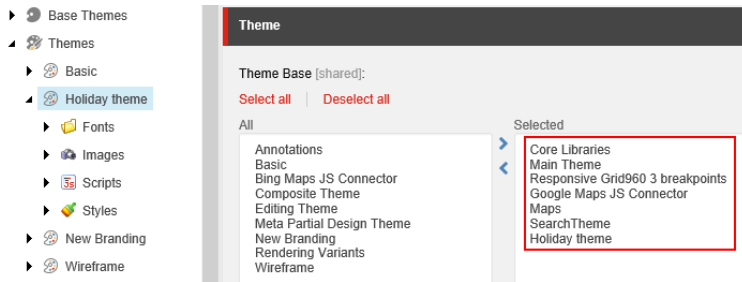 Base Themes
Themes
Basic
Holiday theme
Fonts
Images
Scripts
Styles
New Branding
Wireframe
Theme
Theme Base [shared]:
Select all | Deselect all
All
Annotations
Basic
Bing Maps JS Connector
Composite Theme
Editing Theme
Meta Partial Design Theme
New Branding
Rendering Variants
Wireframe
Selected
Core Libraries
Main Theme
Responsive Grid960 3 breakpoints
Google Maps JS Connector
Maps
SearchTheme
Holiday theme